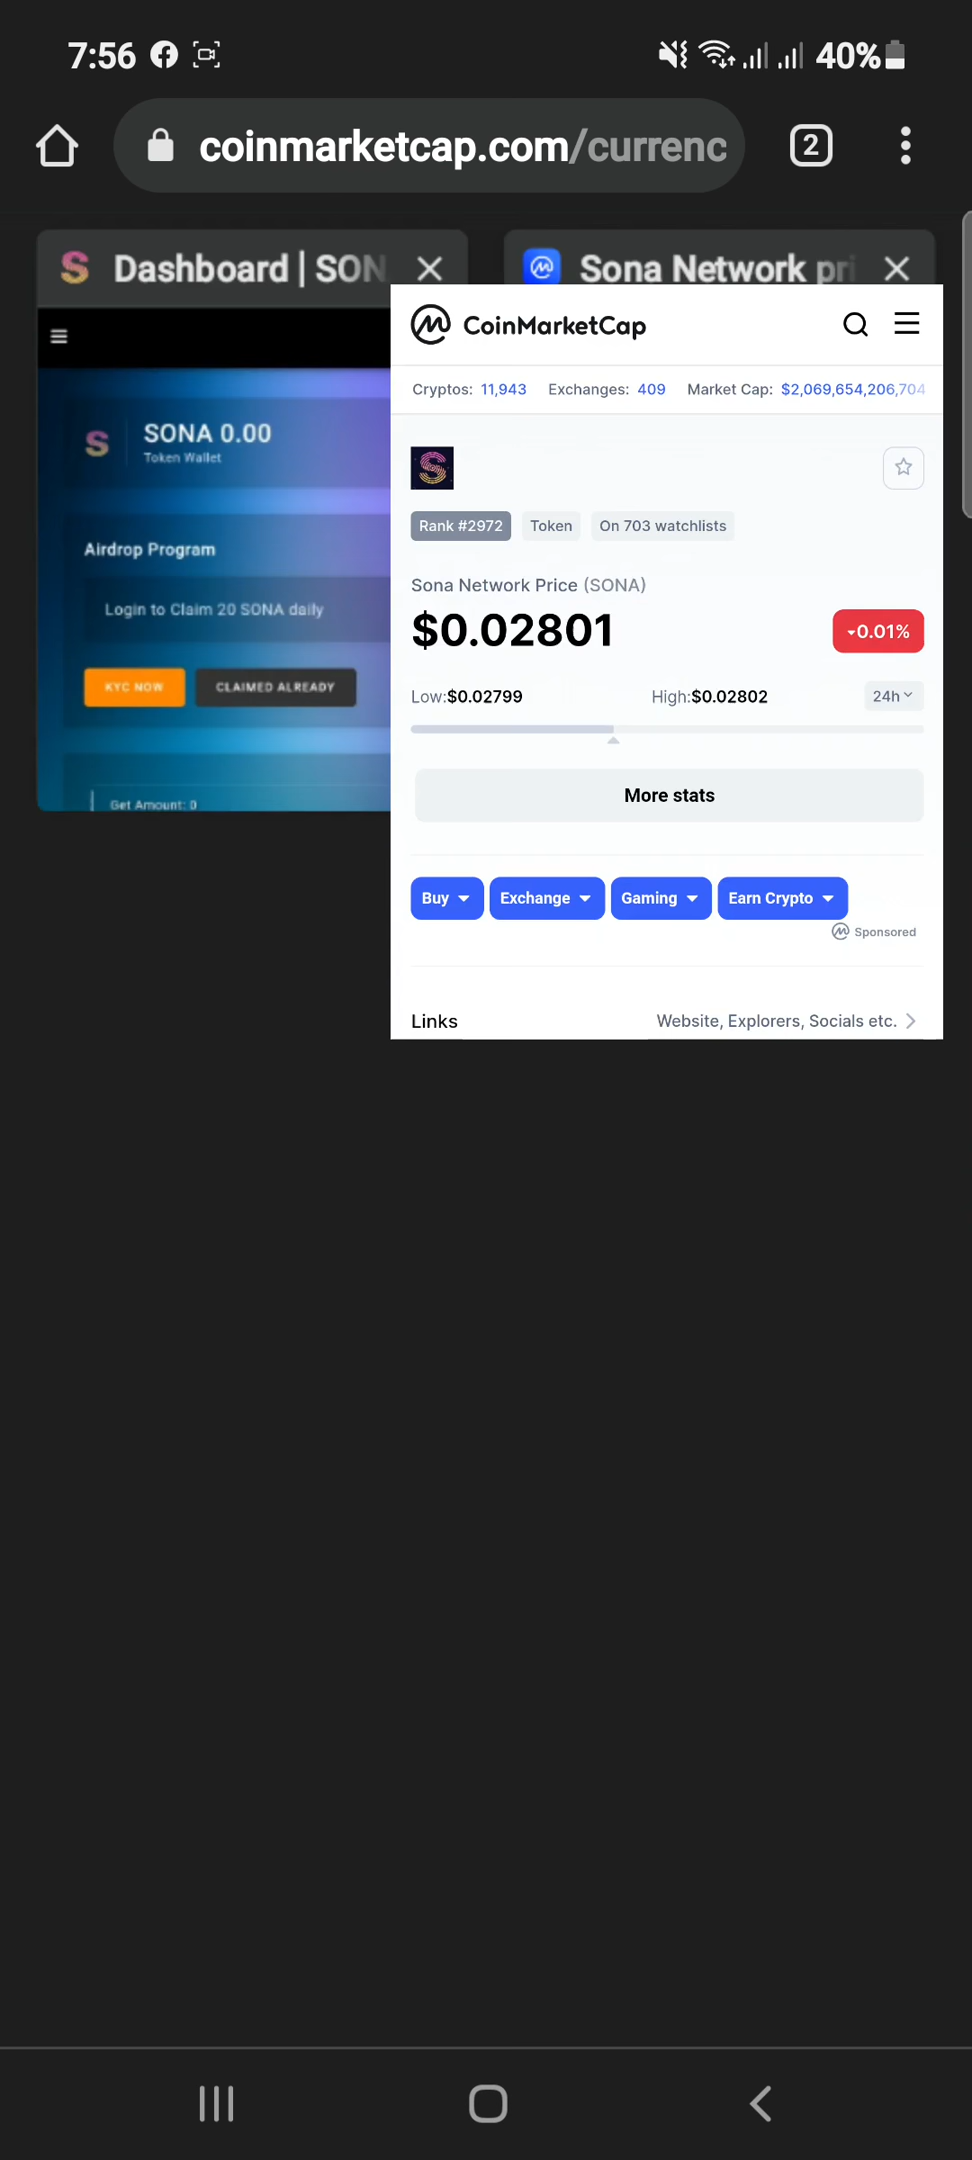 7:56
40%
coinmarketcap.com/currenc
2
Dashboard | SON
Sona Network pri
CoinMarketCap
Cryptos: 11,943 Exchanges: 409 Market Cap: $2,069,654,206,704
SONA 0.00
Token Wallet
Rank #2972
Token
On 703 watchlists
Airdrop Program
Sona Network Price (SONA)
Login to Claim 20 SONA daily
$0.02801
0.01%
KYC NOW
CLAIMED ALREADY
Low:$0.02799
High:$0.02802
24h
Get Amount: 0
More stats
Buy
Exchange
Gaming
Earn Crypto
Sponsored
Links
Website, Explorers, Socials etc.